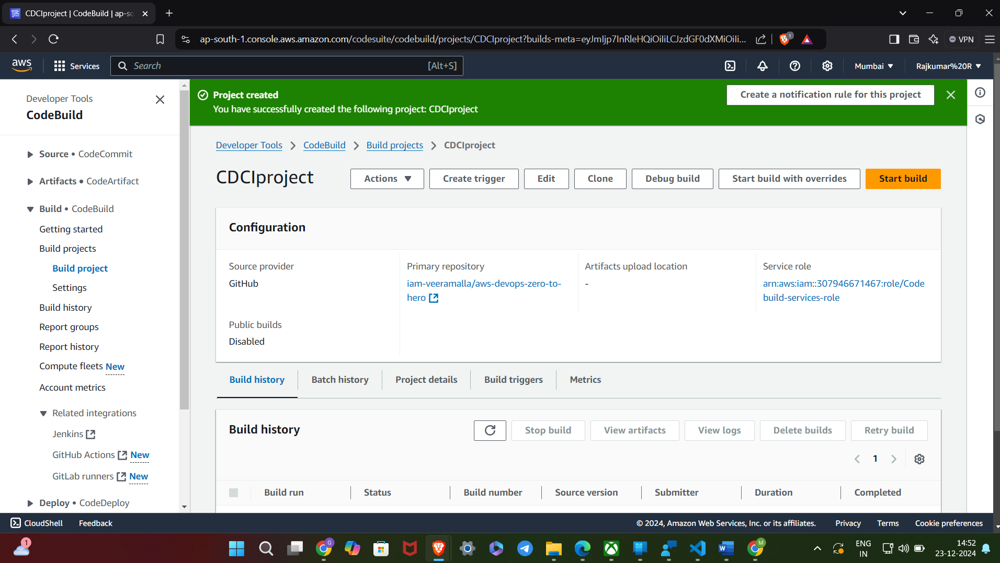 CDCIproject | CodeBuild | ap-so
ap-south-1.console.aws.amazon.com/codesuite/codebuild/projects/CDCIproject?builds-meta=eyJmIjp7InRleHQiOiIiLCJzdGF0dXMiOiIi...
1
VPN
aws
Services
Search
[Alt+S]
Mumbai
Rajkumar%20R
Developer Tools
CodeBuild
Source • CodeCommit
Artifacts • CodeArtifact
Build • CodeBuild
Getting started
Build projects
Build project
Settings
Build history
Report groups
Report history
Compute fleets New
Account metrics
Related integrations
Jenkins
GitHub Actions New
GitLab runners New
Deploy • CodeDeploy
Project created
You have successfully created the following project: CDCIproject
Create a notification rule for this project
Developer Tools
CodeBuild
Build projects
CDCIproject
CDCIproject
Actions
Create trigger
Edit
Clone
Debug build
Start build with overrides
Start build
Configuration
Source provider
GitHub
Primary repository
iam-veeramalla/aws-devops-zero-to-
hero
Artifacts upload location
-
Service role
arn:aws:iam::307946671467:role/Code
build-services-role
Public builds
Disabled
Build history
Batch history
Project details
Build triggers
Metrics
Build history
Stop build
View artifacts
View logs
Delete builds
Retry build
1
Build run
Status
Build number
Source version
Submitter
Duration
Completed
CloudShell
Feedback
© 2024, Amazon Web Services, Inc. or its affiliates.
Privacy
Terms
Cookie preferences
1
G
W
M
ENG
IN
14:52
23-12-2024